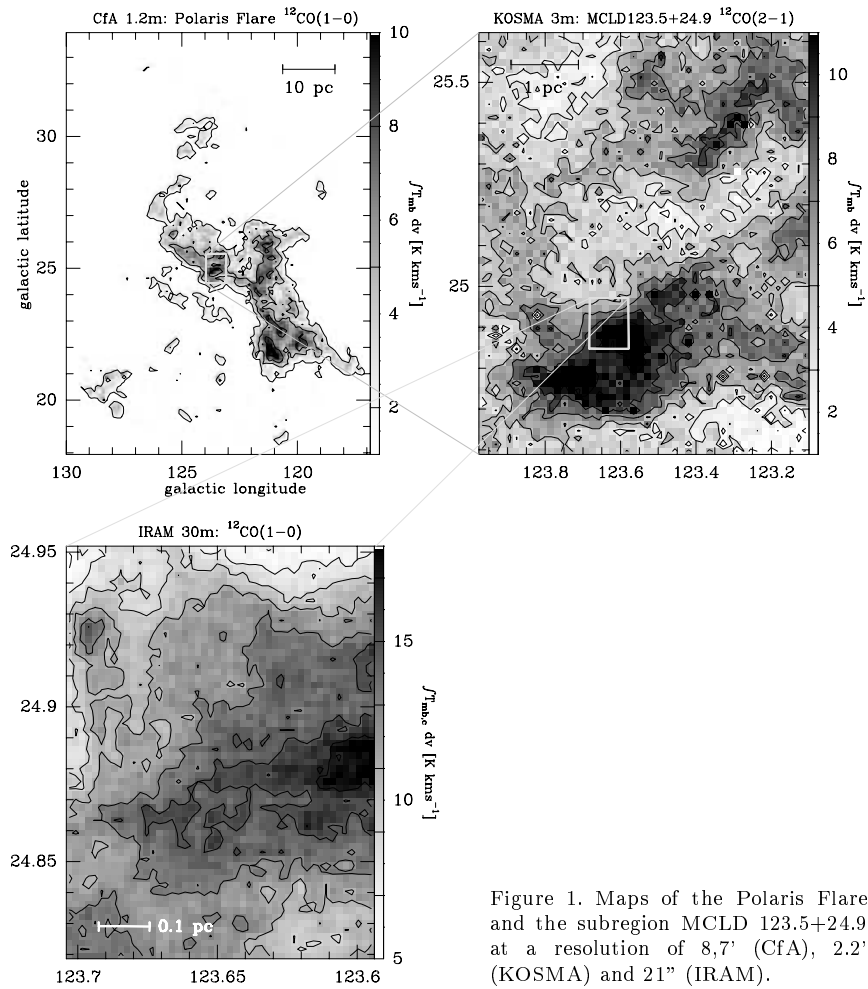 CfA 1.2m: Polaris Flare ¹²CO(1-0)
10 pc
galactic latitude
30
25
20
130
125
120
galactic longitude
10
8
6
4
2
∫T_mb dv [K kms⁻¹]
KOSMA 3m: MCLD123.5+24.9 ¹²CO(2-1)
1 pc
25.5
25
123.8
123.6
123.4
123.2
10
8
6
4
2
∫T_mb dv [K kms⁻¹]
IRAM 30m: ¹²CO(1-0)
24.95
24.9
24.85
0.1 pc
123.7
123.65
123.6
15
10
5
∫T_mb,c dv [K kms⁻¹]
Figure 1. Maps of the Polaris Flare
and the subregion MCLD 123.5+24.9
at a resolution of 8,7' (CfA), 2.2'
(KOSMA) and 21" (IRAM).